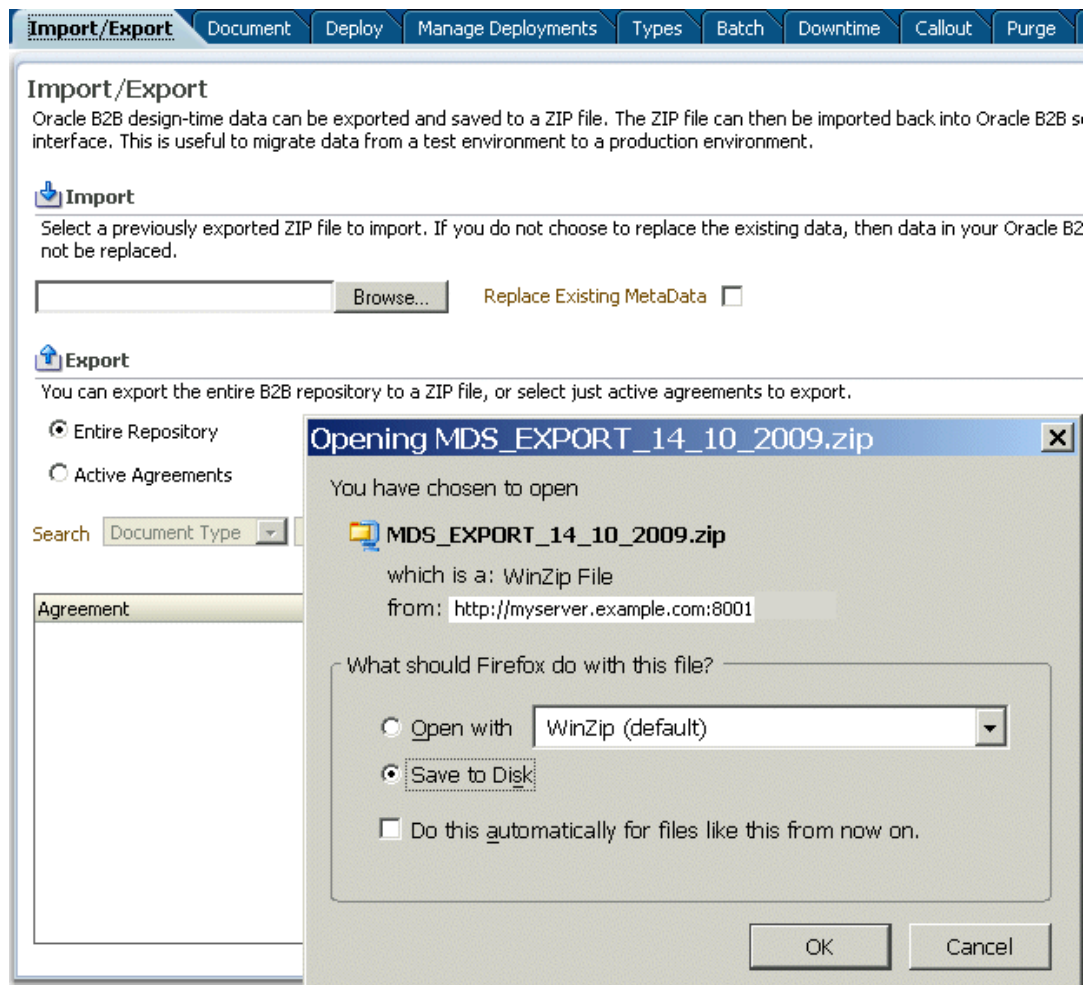 Import/Export Document Deploy Manage Deployments Types Batch Downtime Callout Purge
Import/Export
Oracle B2B design-time data can be exported and saved to a ZIP file. The ZIP file can then be imported back into Oracle B2B
interface. This is useful to migrate data from a test environment to a production environment.
Import
Select a previously exported ZIP file to import. If you do not choose to replace the existing data, then data in your Oracle B2
not be replaced.
Browse... Replace Existing MetaData
Export
You can export the entire B2B repository to a ZIP file, or select just active agreements to export.
Entire Repository
Active Agreements
Search Document Type
Agreement
Opening MDS_EXPORT_14_10_2009.zip
You have chosen to open
MDS_EXPORT_14_10_2009.zip
which is a: WinZip File
from: http://myserver.example.com:8001
What should Firefox do with this file?
Open with WinZip (default)
Save to Disk
Do this automatically for files like this from now on.
OK Cancel